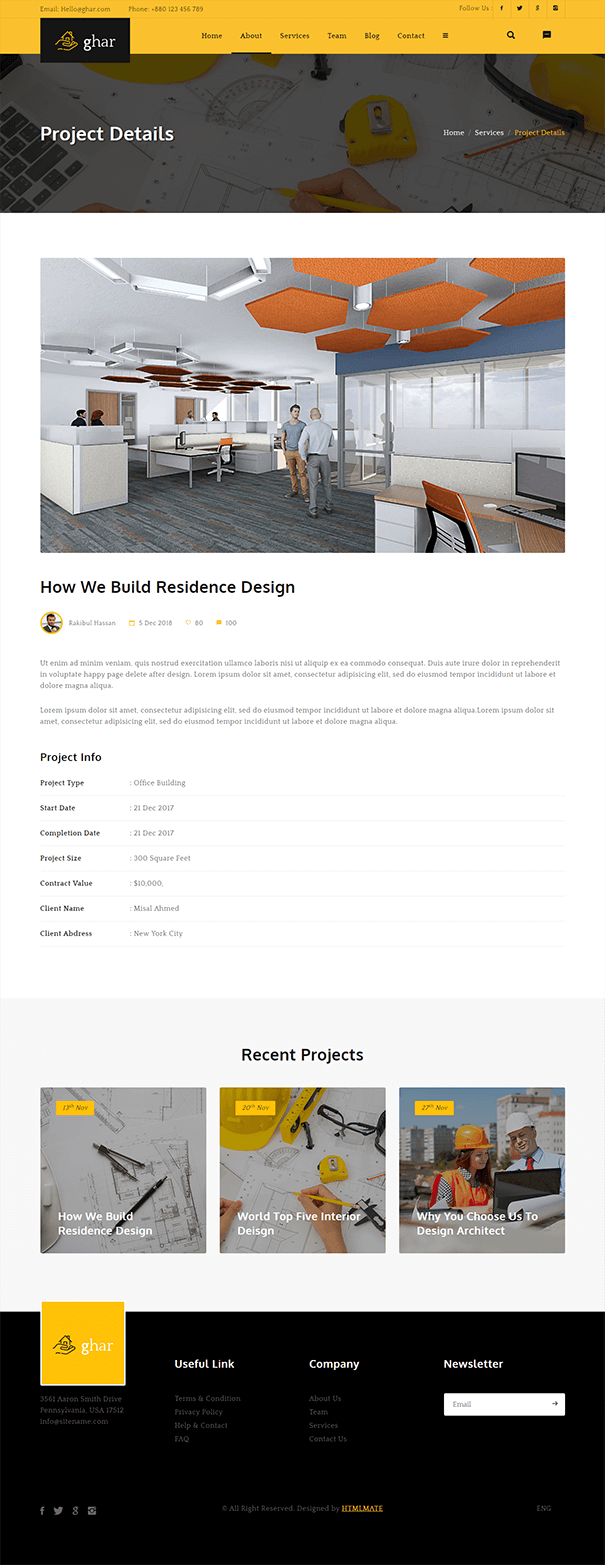 Email: Hello@ghar.com Phone: +880 123 456 789 Follow Us :
ghar
Home About Services Team Blog Contact
Project Details
Home / Services / Project Details
How We Build Residence Design
Rakibul Hassan 5 Dec 2018 80 100
Ut enim ad minim veniam, quis nostrud exercitation ullamco laboris nisi ut aliquip ex ea commodo consequat. Duis aute irure dolor in reprehenderit
in voluptate happy page delete after design. Lorem ipsum dolor sit amet, consectetur adipisicing elit, sed do eiusmod tempor incididunt ut labore et
dolore magna aliqua.
Lorem ipsum dolor sit amet, consectetur adipisicing elit, sed do eiusmod tempor incididunt ut labore et dolore magna aliqua.Lorem ipsum dolor sit
amet, consectetur adipisicing elit, sed do eiusmod tempor incididunt ut labore et dolore magna aliqua.
Project Info
Project Type : Office Building
Start Date : 21 Dec 2017
Completion Date : 21 Dec 2017
Project Size : 300 Square Feet
Contract Value : $10,000,
Client Name : Misal Ahmed
Client Abdress : New York City
Recent Projects
13th Nov
How We Build
Residence Design
20th Nov
World Top Five Interior
Deisgn
27th Nov
Why You Choose Us To
Design Architect
ghar
3561 Aaron Smith Drive
Pennsylvania, USA 17512
info@sitename.com
Useful Link
Terms & Condition
Privacy Policy
Help & Contact
FAQ
Company
About Us
Team
Services
Contact Us
Newsletter
Email
© All Right Reserved. Designed by HTMLMATE
ENG